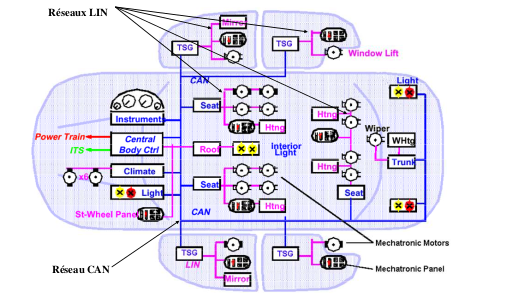 Réseaux LIN
Mirror
TSG
TSG
Window Lift
CAN
Light
Instrument
Seat
Htng
Htng
Wiper
Power Train
ITS
Central
Body Ctrl
Roof
Interior
Light
WHtg
Trunk
Climate
x6
Htng
Light
Seat
Htng
Seat
St-Wheel Panel
CAN
Mechatronic Motors
TSG
LIN
TSG
Réseau CAN
Mirror
Mechatronic Panel